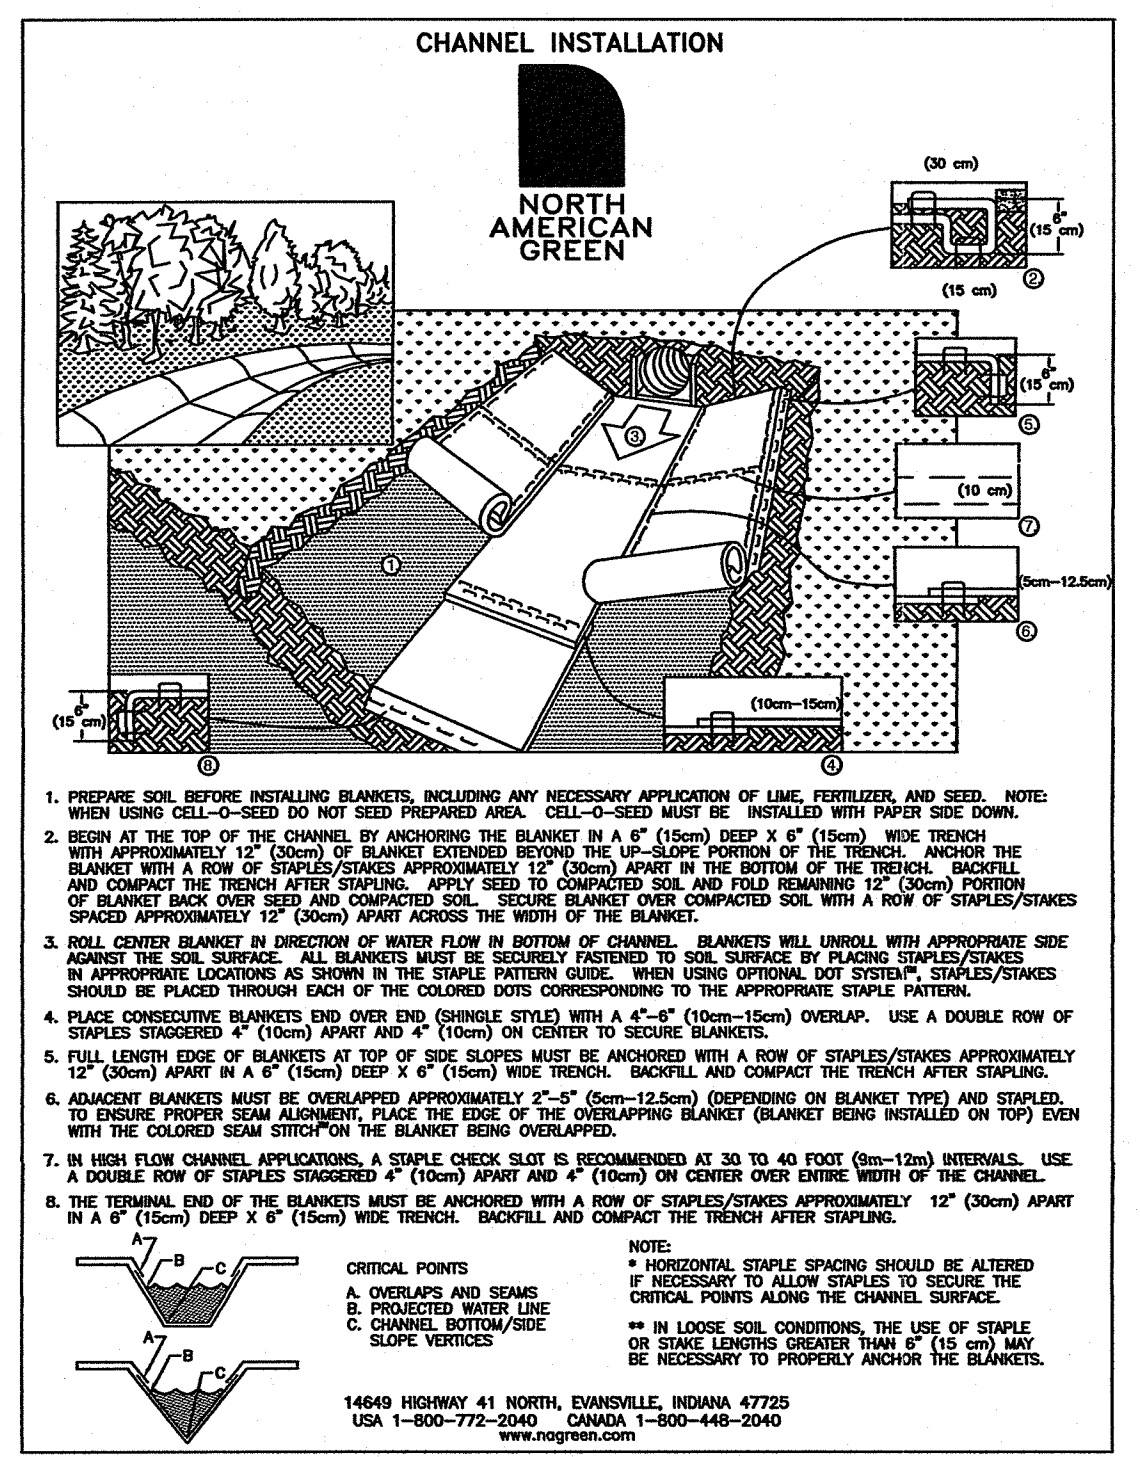 CHANNEL INSTALLATION
NORTH
AMERICAN
GREEN
(30 cm)
6"
(15 cm)
2.
(15 cm)
6"
(15 cm)
5.
3.
(10 cm)
7.
1
(5cm-12.5cm)
6.
6"
(15 cm)
8.
(10cm-15cm)
4.
1. PREPARE SOIL BEFORE INSTALLING BLANKETS, INCLUDING ANY NECESSARY APPLICATION OF LIME, FERTILIZER, AND SEED. NOTE:
WHEN USING CELL-O-SEED DO NOT SEED PREPARED AREA. CELL-O-SEED MUST BE INSTALLED WITH PAPER SIDE DOWN.
2. BEGIN AT THE TOP OF THE CHANNEL BY ANCHORING THE BLANKET IN A 6" (15cm) DEEP X 6" (15cm) WIDE TRENCH
WITH APPROXIMATELY 12" (30cm) OF BLANKET EXTENDED BEYOND THE UP-SLOPE PORTION OF THE TRENCH. ANCHOR THE
BLANKET WITH A ROW OF STAPLES/STAKES APPROXIMATELY 12" (30cm) APART IN THE BOTTOM OF THE TRENCH. BACKFILL
AND COMPACT THE TRENCH AFTER STAPLING. APPLY SEED TO COMPACTED SOIL AND FOLD REMAINING 12" (30cm) PORTION
OF BLANKET BACK OVER SEED AND COMPACTED SOIL. SECURE BLANKET OVER COMPACTED SOIL WITH A ROW OF STAPLES/STAKES
SPACED APPROXIMATELY 12" (30cm) APART ACROSS THE WIDTH OF THE BLANKET.
3. ROLL CENTER BLANKET IN DIRECTION OF WATER FLOW IN BOTTOM OF CHANNEL. BLANKETS WILL UNROLL WITH APPROPRIATE SIDE
AGAINST THE SOIL SURFACE. ALL BLANKETS MUST BE SECURELY FASTENED TO SOIL SURFACE BY PLACING STAPLES/STAKES
IN APPROPRIATE LOCATIONS AS SHOWN IN THE STAPLE PATTERN GUIDE. WHEN USING OPTIONAL DOT SYSTEM™, STAPLES/STAKES
SHOULD BE PLACED THROUGH EACH OF THE COLORED DOTS CORRESPONDING TO THE APPROPRIATE STAPLE PATTERN.
4. PLACE CONSECUTIVE BLANKETS END OVER END (SHINGLE STYLE) WITH A 4"-6" (10cm-15cm) OVERLAP. USE A DOUBLE ROW OF
STAPLES STAGGERED 4" (10cm) APART AND 4" (10cm) ON CENTER TO SECURE BLANKETS.
5. FULL LENGTH EDGE OF BLANKETS AT TOP OF SIDE SLOPES MUST BE ANCHORED WITH A ROW OF STAPLES/STAKES APPROXIMATELY
12" (30cm) APART IN A 6" (15cm) DEEP X 6" (15cm) WIDE TRENCH. BACKFILL AND COMPACT THE TRENCH AFTER STAPLING.
6. ADJACENT BLANKETS MUST BE OVERLAPPED APPROXIMATELY 2"-5" (5cm-12.5cm) (DEPENDING ON BLANKET TYPE) AND STAPLED.
TO ENSURE PROPER SEAM ALIGNMENT, PLACE THE EDGE OF THE OVERLAPPING BLANKET (BLANKET BEING INSTALLED ON TOP) EVEN
WITH THE COLORED SEAM STITCH™ ON THE BLANKET BEING OVERLAPPED.
7. IN HIGH FLOW CHANNEL APPLICATIONS, A STAPLE CHECK SLOT IS RECOMMENDED AT 30 TO 40 FOOT (9m-12m) INTERVALS. USE
A DOUBLE ROW OF STAPLES STAGGERED 4" (10cm) APART AND 4" (10cm) ON CENTER OVER ENTIRE WIDTH OF THE CHANNEL.
8. THE TERMINAL END OF THE BLANKETS MUST BE ANCHORED WITH A ROW OF STAPLES/STAKES APPROXIMATELY 12" (30cm) APART
IN A 6" (15cm) DEEP X 6" (15cm) WIDE TRENCH. BACKFILL AND COMPACT THE TRENCH AFTER STAPLING.
A
B
C
A
B
C
CRITICAL POINTS
A. OVERLAPS AND SEAMS
B. PROJECTED WATER LINE
C. CHANNEL BOTTOM/SIDE
SLOPE VERTICES
NOTE:
* HORIZONTAL STAPLE SPACING SHOULD BE ALTERED
IF NECESSARY TO ALLOW STAPLES TO SECURE THE
CRITICAL POINTS ALONG THE CHANNEL SURFACE.
** IN LOOSE SOIL CONDITIONS, THE USE OF STAPLE
OR STAKE LENGTHS GREATER THAN 6" (15 cm) MAY
BE NECESSARY TO PROPERLY ANCHOR THE BLANKETS.
14649 HIGHWAY 41 NORTH, EVANSVILLE, INDIANA 47725
USA 1-800-772-2040 CANADA 1-800-448-2040
www.nagreen.com